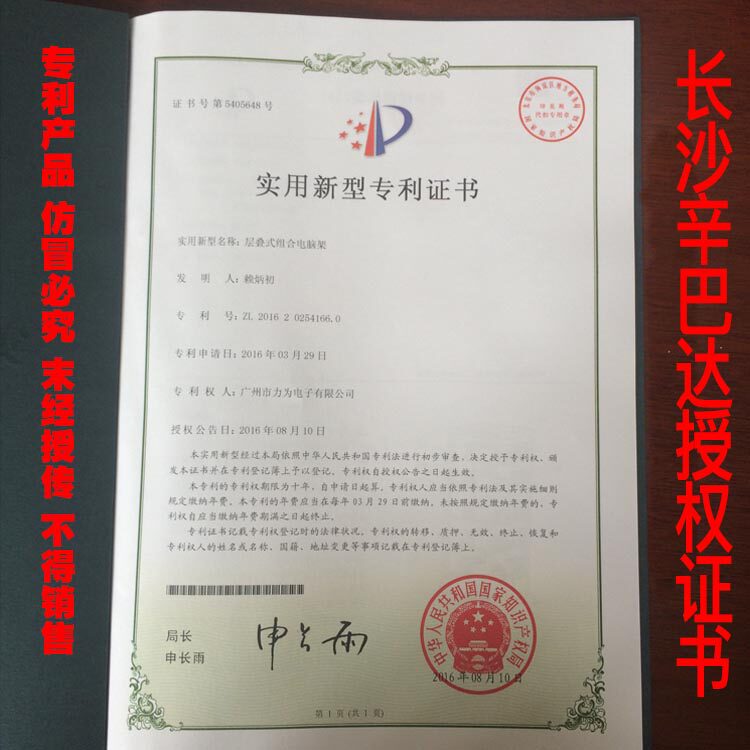 专利产品 仿冒必究 末经授传 不得销售
长沙辛巴达授权证书
证书号第5405648号
实用新型专利证书
实用新型名称:层叠式组合电脑架
发 明 人:赖炳初
专 利 号:ZL 2016 2 0254166.0
专利申请日:2016年03月29日
专 利 权 人:广州市力为电子有限公司
授权公告日:2016年08月10日
本实用新型经过本局依照中华人民共和国专利法进行初步审查,决定授予专利权,颁
发本证书并在专利登记簿上予以登记。专利权自授权公告之日起生效。
本专利的专利权期限为十年,自申请日起算。专利权人应当依照专利法及其实施细则
规定缴纳年费。本专利的年费应当在每年03月29日前缴纳。未按照规定缴纳年费的,专
利权自应当缴纳年费期满之日起终止。
专利证书记载专利权登记时的法律状况。专利权的转移、质押、无效、终止、恢复和
专利权人的姓名或名称、国籍、地址变更等事项记载在专利登记簿上。
局长
申长雨
申长雨
中华人民共和国国家知识产权局
2016年08月10日
第1页(共1页)